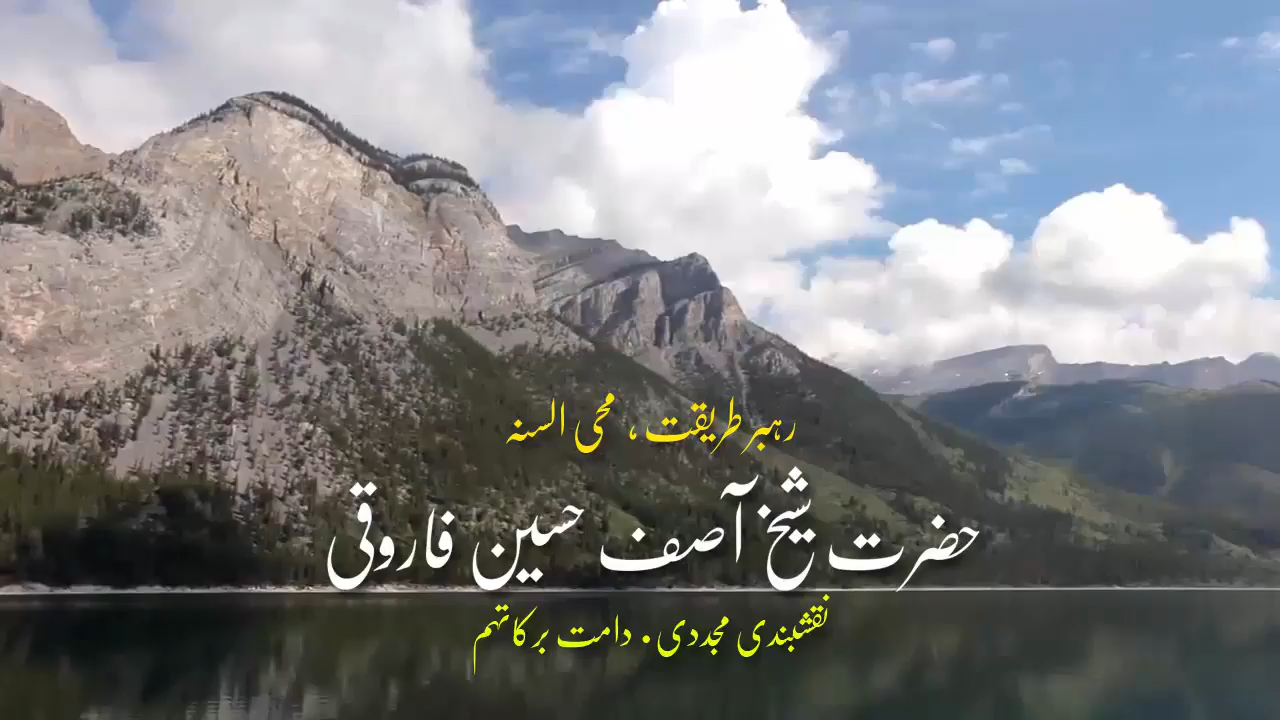 رہبر طریقت، محی السنہ
حضرت شیخ آصف حسین فاروقی
نقشبندی مجددی. دامت برکاتہم